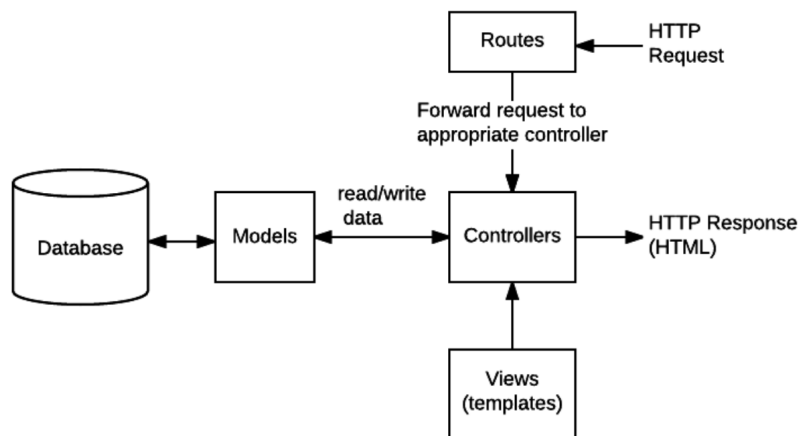 Routes
HTTP
Request
Forward request to
appropriate controller
read/write
data
Database
Models
Controllers
HTTP Response
(HTML)
Views
(templates)